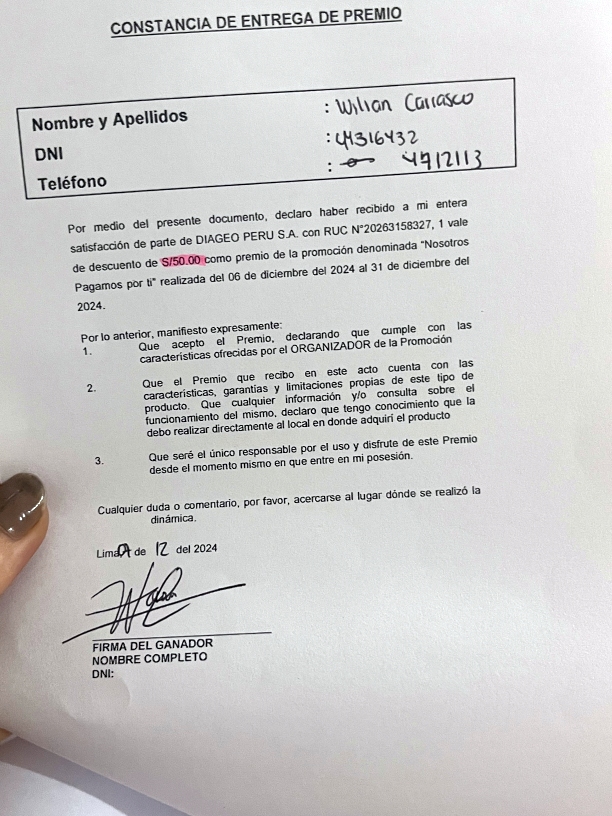 CONSTANCIA DE ENTREGA DE PREMIO
Nombre y Apellidos : Wilian Carrasco
DNI : 44316432
Teléfono : 4712113
Por medio del presente documento, declaro haber recibido a mi entera
satisfacción de parte de DIAGEO PERU S.A. con RUC N°20263158327, 1 vale
de descuento de S/50.00 como premio de la promoción denominada “Nosotros
Pagamos por ti” realizada del 06 de diciembre del 2024 al 31 de diciembre del
2024.
Por lo anterior, manifiesto expresamente:
1. Que acepto el Premio, declarando que cumple con las
características ofrecidas por el ORGANIZADOR de la Promoción
2. Que el Premio que recibo en este acto cuenta con las
características, garantías y limitaciones propias de este tipo de
producto. Que cualquier información y/o consulta sobre el
funcionamiento del mismo, declaro que tengo conocimiento que la
debo realizar directamente al local en donde adquirí el producto
3. Que seré el único responsable por el uso y disfrute de este Premio
desde el momento mismo en que entre en mi posesión.
Cualquier duda o comentario, por favor, acercarse al lugar dónde se realizó la
dinámica.
Lima de 12 del 2024
FIRMA DEL GANADOR
NOMBRE COMPLETO
DNI: